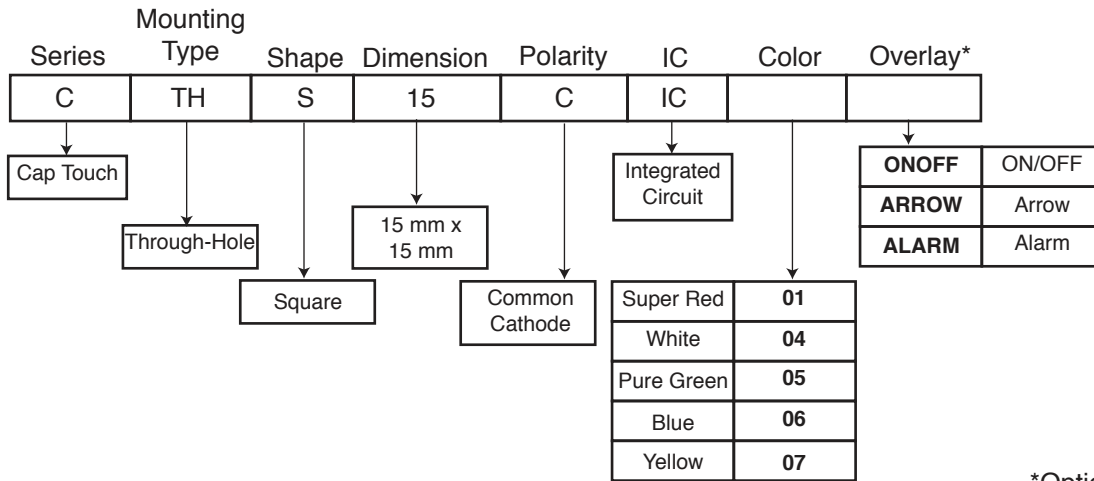 Mounting
Series Type Shape Dimension Polarity IC Color Overlay*
C TH S 15 C IC
Cap Touch
Through-Hole
Square
15 mm x
15 mm
Common
Cathode
Integrated
Circuit
Super Red 01
White 04
Pure Green 05
Blue 06
Yellow 07
ONOFF ON/OFF
ARROW Arrow
ALARM Alarm